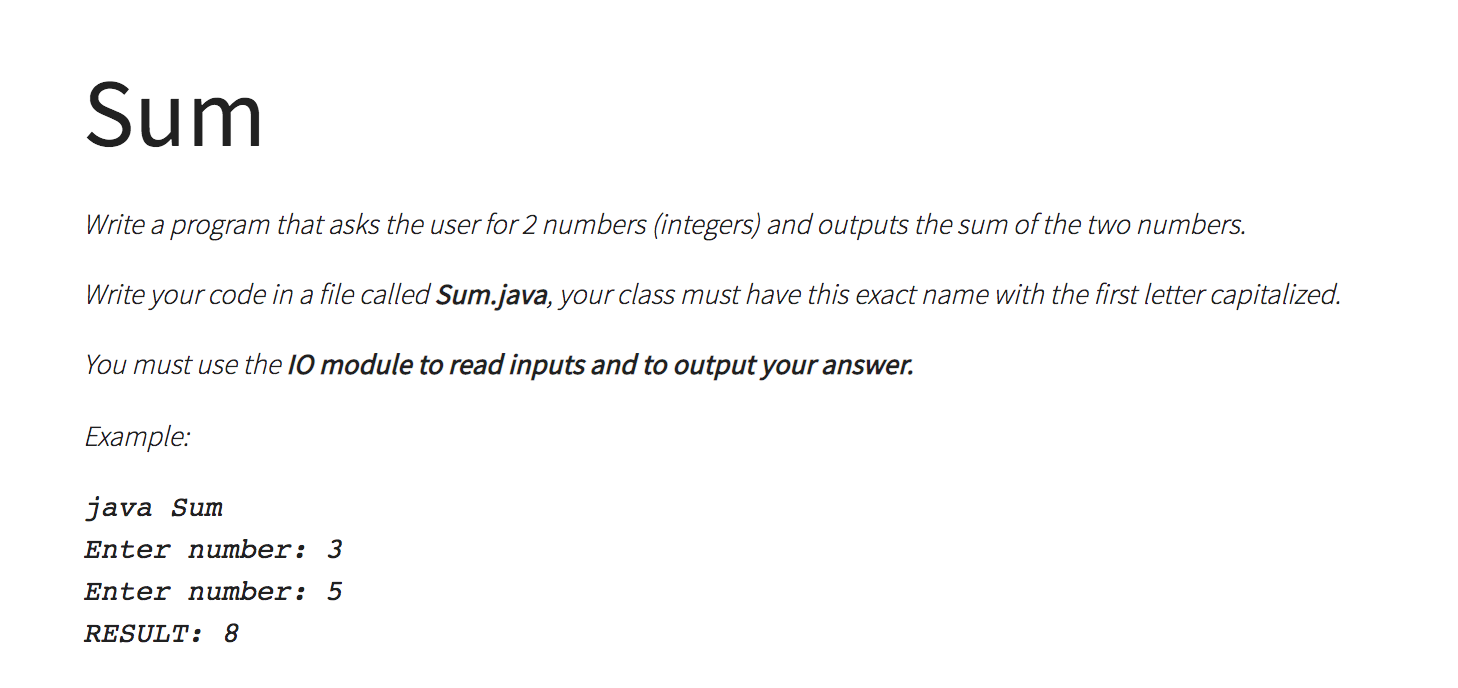 Sum
Write a program that asks the user for 2 numbers (integers) and outputs the sum of the two numbers.
Write your code in a file called Sum.java, your class must have this exact name with the first letter capitalized.
You must use the IO module to read inputs and to output your answer.
Example:
java Sum
Enter number: 3
Enter number: 5
RESULT: 8